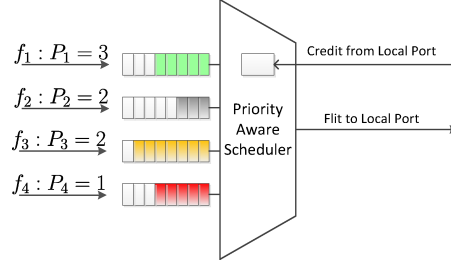 f₁ : P₁ = 3
f₂ : P₂ = 2
f₃ : P₃ = 2
f₄ : P₄ = 1
Priority
Aware
Scheduler
Credit from Local Port
Flit to Local Port